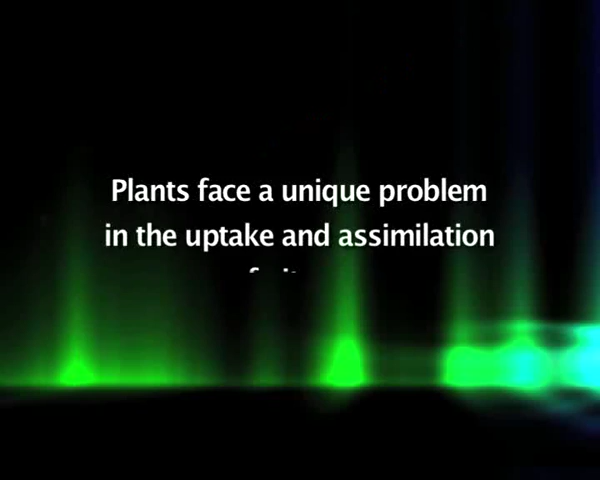 Plants face a unique problem
in the uptake and assimilation